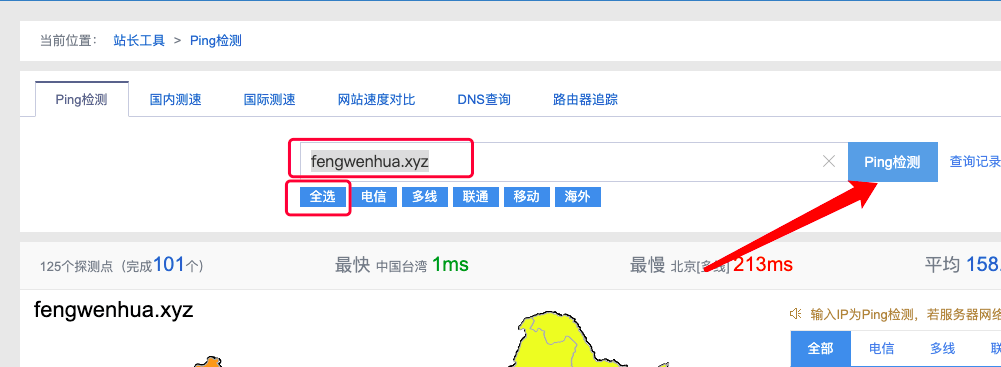 当前位置： 站长工具 > Ping检测
Ping检测 国内测速 国际测速 网站速度对比 DNS查询 路由器追踪
fengwenhua.xyz Ping检测 查询记录
全选 电信 多线 联通 移动 海外
125个探测点（完成101个） 最快 中国台湾 1ms 最慢 北京[多线] 213ms 平均 158.
fengwenhua.xyz
输入IP为Ping检测，若服务器网络
全部 电信 多线 联